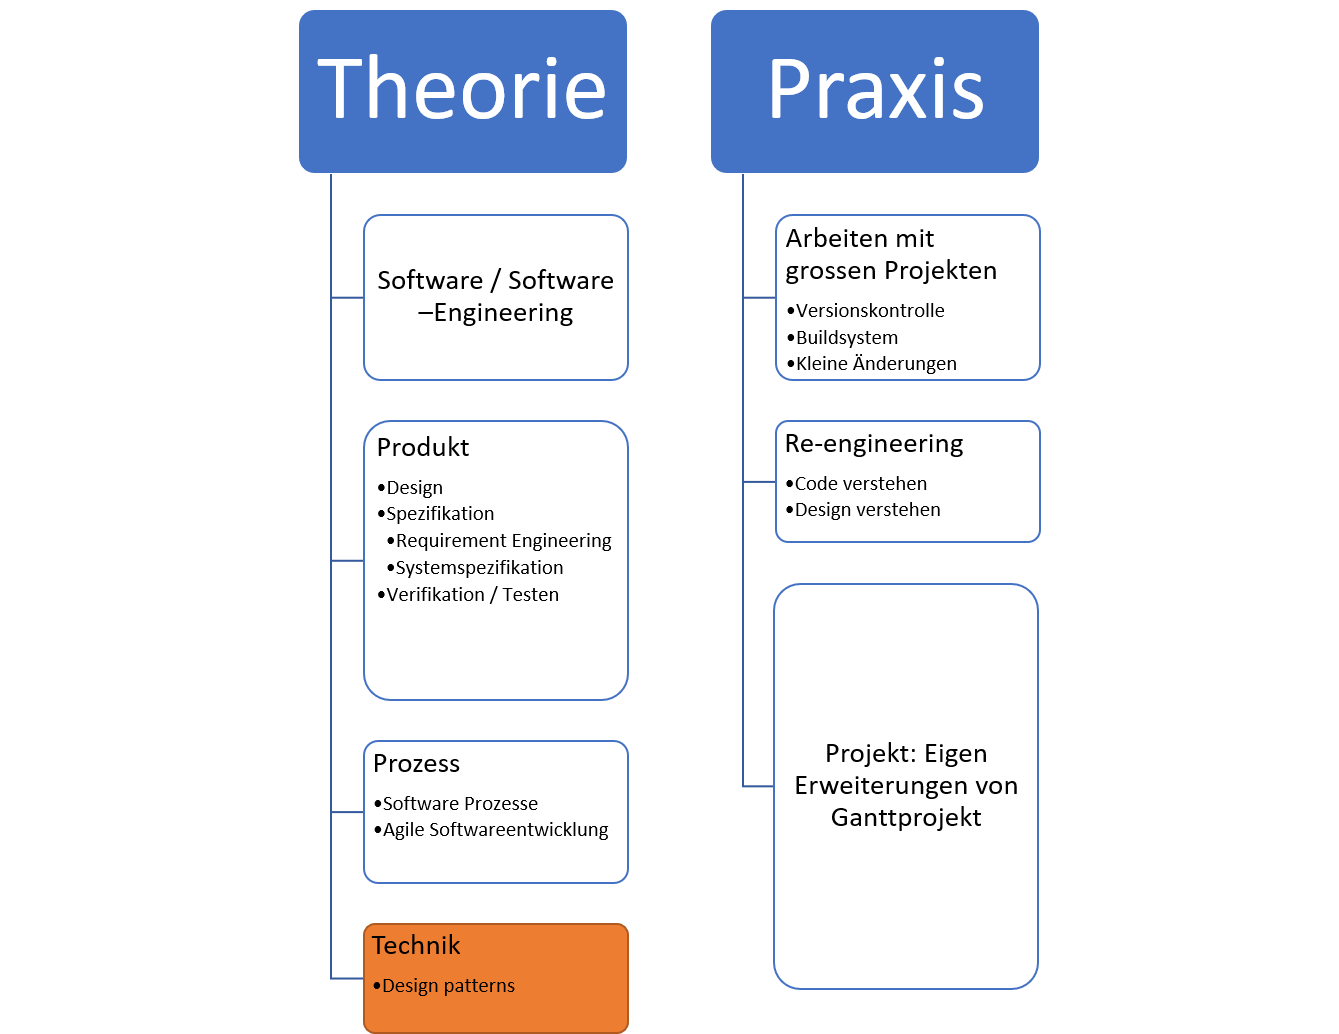 Theorie
Software / Software
–Engineering
Produkt
•Design
•Spezifikation
•Requirement Engineering
•Systemspezifikation
•Verifikation / Testen
Prozess
•Software Prozesse
•Agile Softwareentwicklung
Technik
•Design patterns
Praxis
Arbeiten mit
grossen Projekten
•Versionskontrolle
•Buildsystem
•Kleine Änderungen
Re-engineering
•Code verstehen
•Design verstehen
Projekt: Eigen
Erweiterungen von
Ganttprojekt